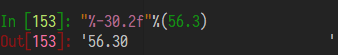 In [153]: "%-30.2f"%(56.3)
Out[153]: '56.30                         '